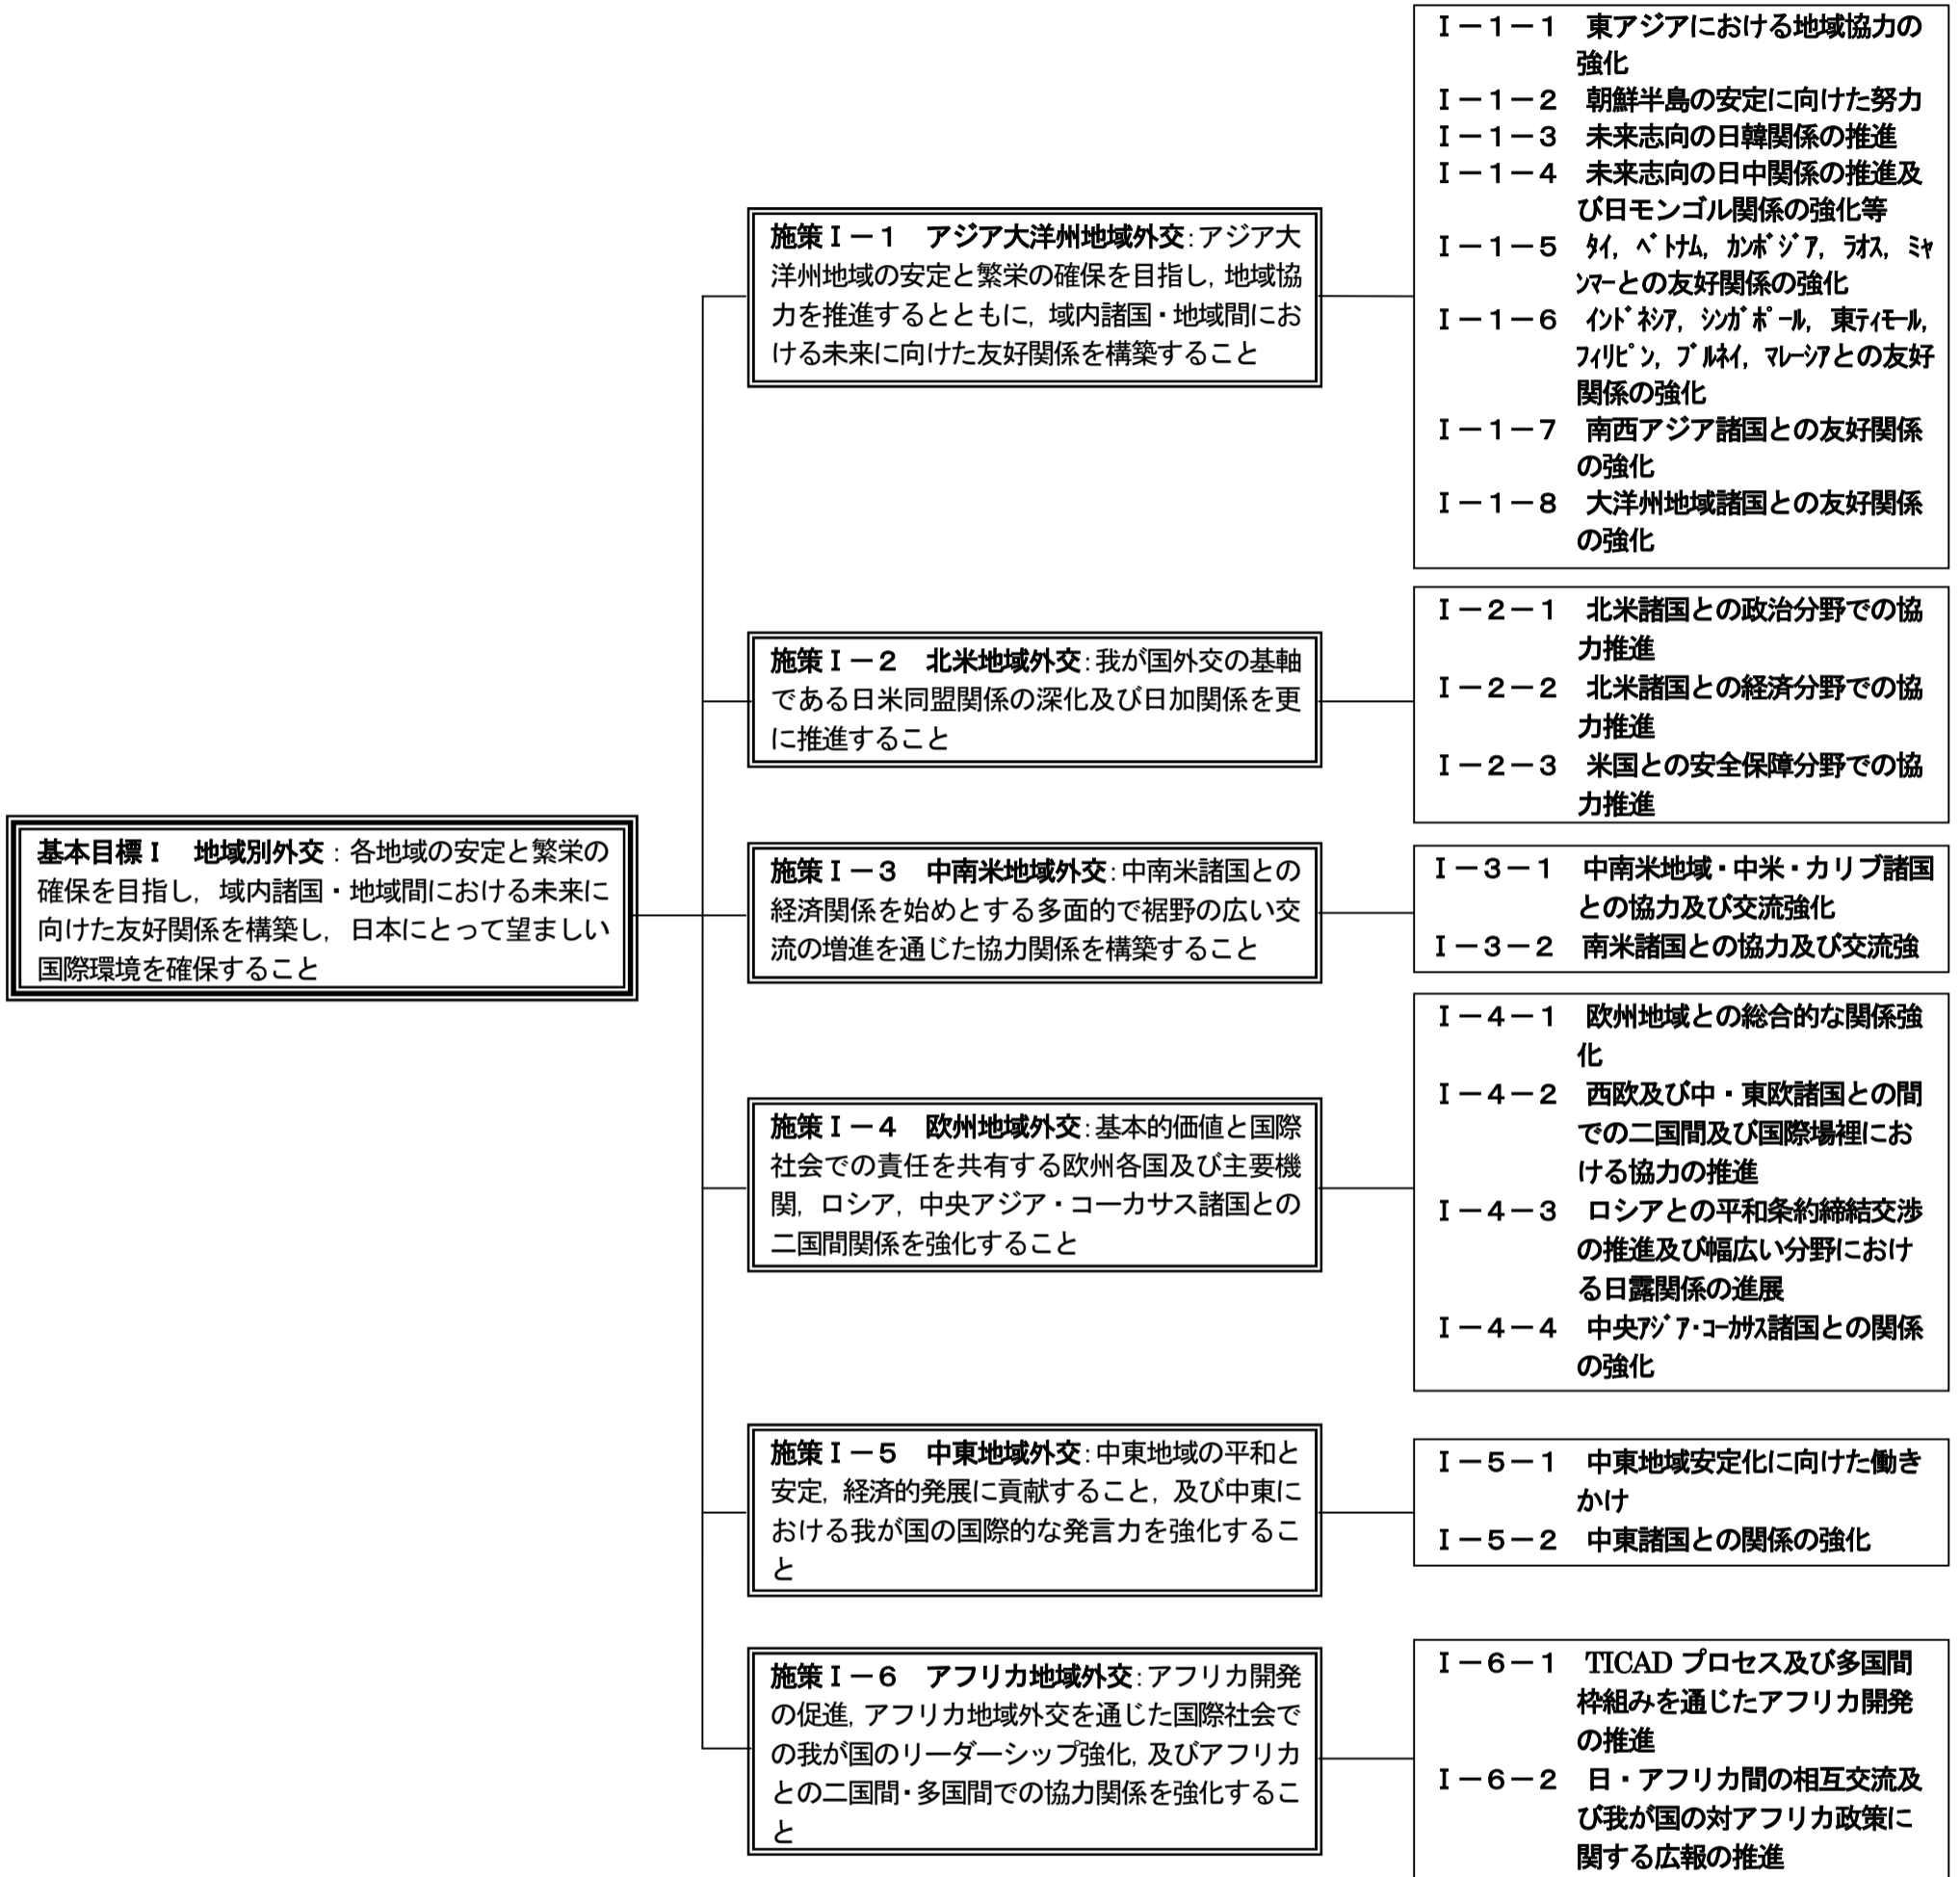 基本目標Ⅰ　地域別外交：各地域の安定と繁栄の
確保を目指し，域内諸国・地域間における未来に
向けた友好関係を構築し，日本にとって望ましい
国際環境を確保すること
施策Ⅰ－１　アジア大洋州地域外交：アジア大
洋州地域の安定と繁栄の確保を目指し，地域協
力を推進するとともに，域内諸国・地域間にお
ける未来に向けた友好関係を構築すること
Ⅰ－１－１　東アジアにおける地域協力の
強化
Ⅰ－１－２　朝鮮半島の安定に向けた努力
Ⅰ－１－３　未来志向の日韓関係の推進
Ⅰ－１－４　未来志向の日中関係の推進及
び日モンゴル関係の強化等
Ⅰ－１－５　ﾀｲ，ﾍﾞﾄﾅﾑ，ｶﾝﾎﾞｼﾞｱ，ﾗｵｽ，ﾐｬ
ﾝﾏｰとの友好関係の強化
Ⅰ－１－６　ｲﾝﾄﾞﾈｼｱ，ｼﾝｶﾞﾎﾟｰﾙ，東ﾃｨﾓｰﾙ，
ﾌｨﾘﾋﾟﾝ，ﾌﾞﾙﾈｲ，ﾏﾚｰｼｱとの友好
関係の強化
Ⅰ－１－７　南西アジア諸国との友好関係
の強化
Ⅰ－１－８　大洋州地域諸国との友好関係
の強化
施策Ⅰ－２　北米地域外交：我が国外交の基軸
である日米同盟関係の深化及び日加関係を更
に推進すること
Ⅰ－２－１　北米諸国との政治分野での協
力推進
Ⅰ－２－２　北米諸国との経済分野での協
力推進
Ⅰ－２－３　米国との安全保障分野での協
力推進
施策Ⅰ－３　中南米地域外交：中南米諸国との
経済関係を始めとする多面的で裾野の広い交
流の増進を通じた協力関係を構築すること
Ⅰ－３－１　中南米地域・中米・カリブ諸国
との協力及び交流強化
Ⅰ－３－２　南米諸国との協力及び交流強
施策Ⅰ－４　欧州地域外交：基本的価値と国際
社会での責任を共有する欧州各国及び主要機
関，ロシア，中央アジア・コーカサス諸国との
二国間関係を強化すること
Ⅰ－４－１　欧州地域との総合的な関係強
化
Ⅰ－４－２　西欧及び中・東欧諸国との間
での二国間及び国際場裡にお
ける協力の推進
Ⅰ－４－３　ロシアとの平和条約締結交渉
の推進及び幅広い分野におけ
る日露関係の進展
Ⅰ－４－４　中央ｱｼﾞｱ・ｺｰｶｻｽ諸国との関係
の強化
施策Ⅰ－５　中東地域外交：中東地域の平和と
安定，経済的発展に貢献すること，及び中東に
おける我が国の国際的な発言力を強化するこ
と
Ⅰ－５－１　中東地域安定化に向けた働き
かけ
Ⅰ－５－２　中東諸国との関係の強化
施策Ⅰ－６　アフリカ地域外交：アフリカ開発
の促進，アフリカ地域外交を通じた国際社会で
の我が国のリーダーシップ強化，及びアフリカ
との二国間・多国間での協力関係を強化するこ
と
Ⅰ－６－１　TICAD プロセス及び多国間
枠組みを通じたアフリカ開発
の推進
Ⅰ－６－２　日・アフリカ間の相互交流及
び我が国の対アフリカ政策に
関する広報の推進